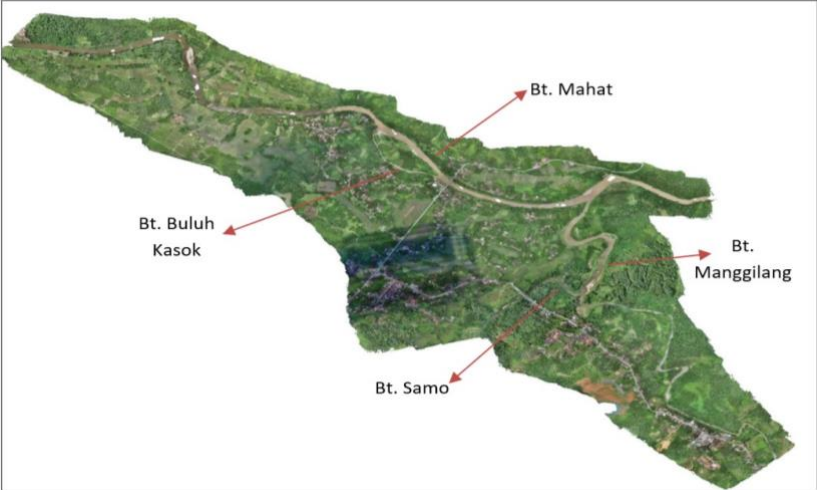 Bt. Mahat
Bt. Buluh
Kasok
Bt.
Manggilang
Bt. Samo